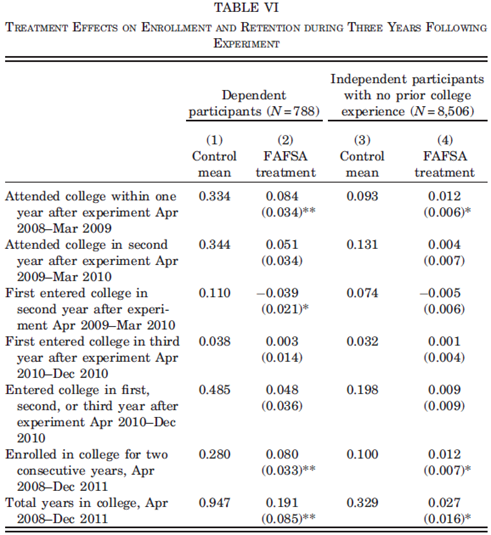 TABLE VI
TREATMENT EFFECTS ON ENROLLMENT AND RETENTION DURING THREE YEARS FOLLOWING
EXPERIMENT
Dependent participants (N = 788)
Independent participants with no prior college experience (N = 8,506)
(1) Control mean
(2) FAFSA treatment
(3) Control mean
(4) FAFSA treatment
Attended college within one 0.334 0.084 0.093 0.012
year after experiment Apr (0.034)** (0.006)*
2008–Mar 2009
Attended college in second 0.344 0.051 0.131 0.004
year after experiment Apr (0.034) (0.007)
2009–Mar 2010
First entered college in 0.110 −0.039 0.074 −0.005
second year after experi- (0.021)* (0.006)
ment Apr 2009–Mar 2010
First entered college in third 0.038 0.003 0.032 0.001
year after experiment Apr (0.014) (0.004)
2010–Dec 2010
Entered college in first, 0.485 0.048 0.198 0.009
second, or third year after (0.036) (0.009)
experiment Apr 2010–Dec
2010
Enrolled in college for two 0.280 0.080 0.100 0.012
consecutive years, Apr (0.033)** (0.007)*
2008–Dec 2011
Total years in college, Apr 0.947 0.191 0.329 0.027
2008–Dec 2011 (0.085)** (0.016)*